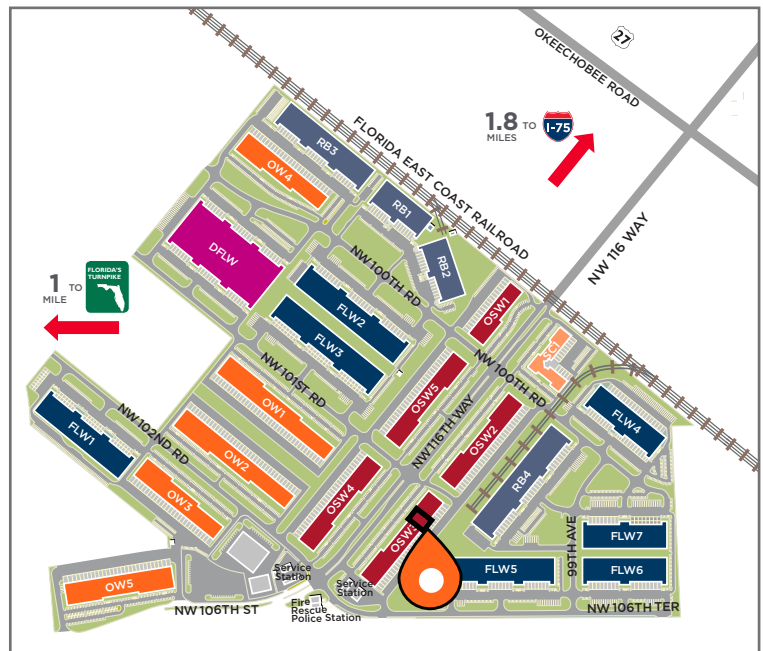 27
OKEECHOBEE ROAD
1.8 TO
MILES
I-75
FLORIDA EAST COAST RAILROAD
NW 116 WAY
RB3
OW4
RB1
RB2
DFLW
NW 100TH RD
FLORIDA'S
TURNPIKE
1 TO
MILE
FLW2
FLW3
OSW1
SC1
NW 100TH RD
NW 101ST RD
OW1
OSW5
NW 116TH WAY
OSW2
FLW4
FLW1
NW 102ND RD
OW2
OW3
OSW4
RB4
OSW3
FLW7
99TH AVE
FLW5
FLW6
OW5
Service
Station
Service
Station
NW 106TH ST
Fire
Rescue
Police Station
NW 106TH TER